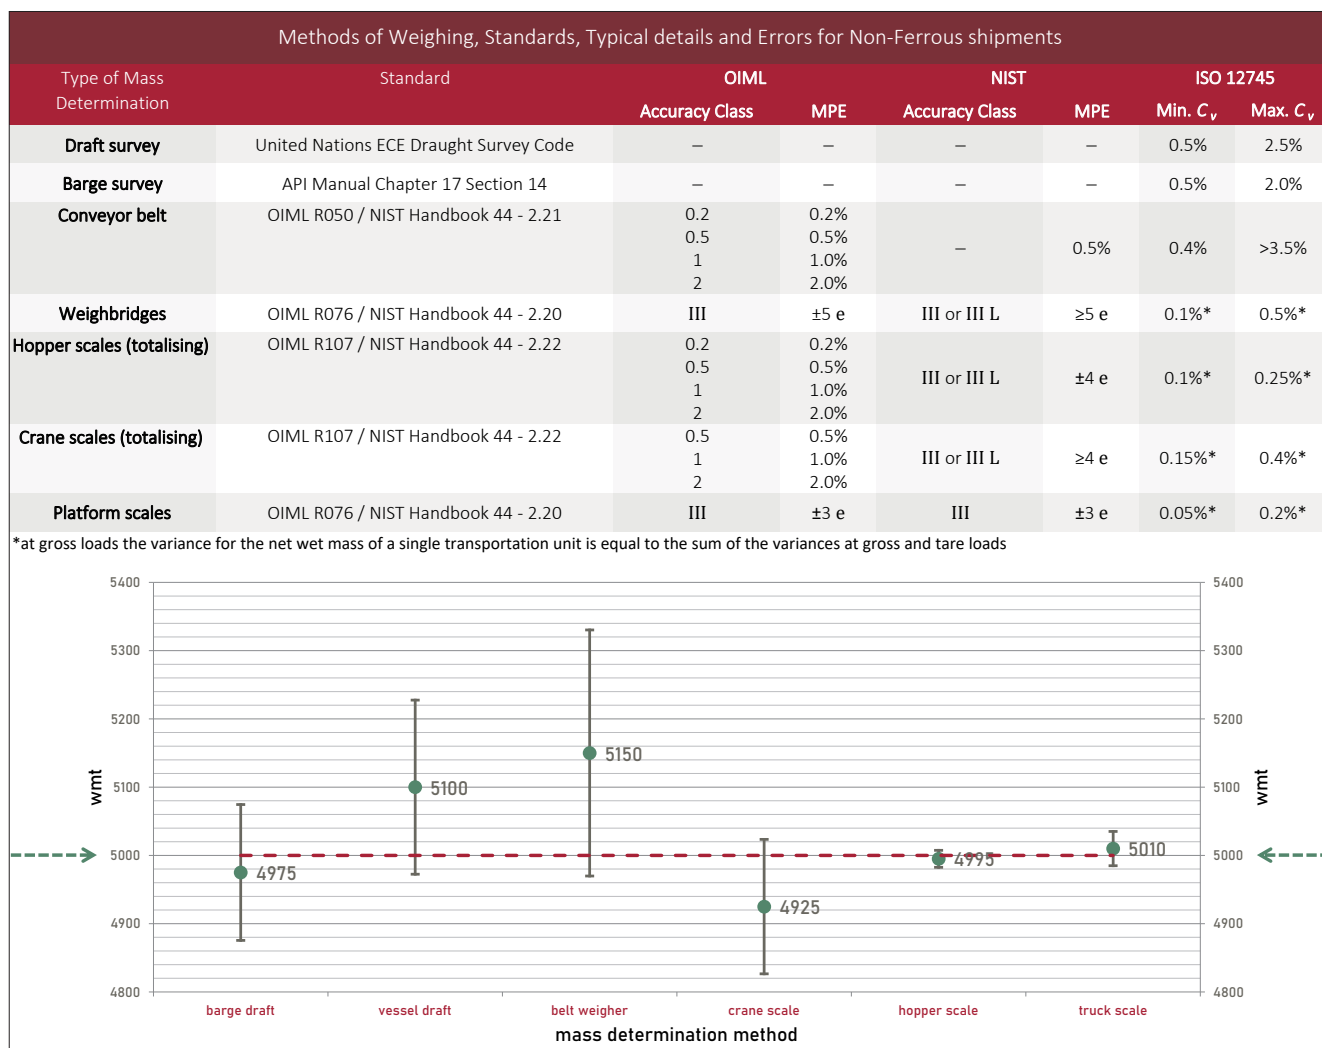 Methods of Weighing, Standards, Typical details and Errors for Non-Ferrous shipments
Type of Mass Determination Standard OIML NIST ISO 12745
Accuracy Class MPE Accuracy Class MPE Min. C v Max. C v
Draft survey United Nations ECE Draught Survey Code – – – – 0.5% 2.5%
Barge survey API Manual Chapter 17 Section 14 – – – – 0.5% 2.0%
Conveyor belt OIML R050 / NIST Handbook 44 - 2.21 0.2 0.2%
0.5 0.5%
– 0.5% 0.4% >3.5%
1 1.0%
2 2.0%
Weighbridges OIML R076 / NIST Handbook 44 - 2.20 III ±5 e III or III L ≥5 e 0.1%* 0.5%*
Hopper scales (totalising) OIML R107 / NIST Handbook 44 - 2.22 0.2 0.2%
0.5 0.5%
III or III L ±4 e 0.1%* 0.25%*
1 1.0%
2 2.0%
Crane scales (totalising) OIML R107 / NIST Handbook 44 - 2.22 0.5 0.5%
1 1.0% III or III L ≥4 e 0.15%* 0.4%*
2 2.0%
Platform scales OIML R076 / NIST Handbook 44 - 2.20 III ±3 e III ±3 e 0.05%* 0.2%*
*at gross loads the variance for the net wet mass of a single transportation unit is equal to the sum of the variances at gross and tare loads
5400 5400
5300 5300
5200 5200
5150
5100 5100 5100
wmt wmt
5000 5010 5000
4995
4975
4925
4900 4900
4800 4800
barge draft vessel draft belt weigher crane scale hopper scale truck scale
mass determination method